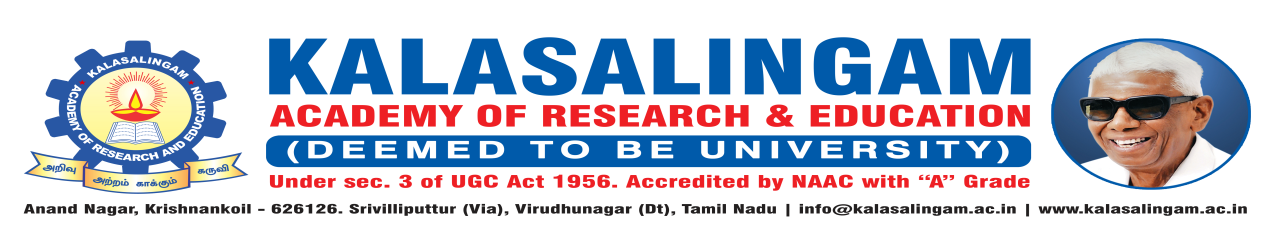 KALASALINGAM
ACADEMY OF RESEARCH AND EDUCATION
அறிவு
அற்றம் காக்கும்
கருவி
KALASALINGAM
ACADEMY OF RESEARCH & EDUCATION
(DEEMED TO BE UNIVERSITY)
Under sec. 3 of UGC Act 1956. Accredited by NAAC with “A” Grade
Anand Nagar, Krishnankoil - 626126. Srivilliputtur (Via), Virudhunagar (Dt), Tamil Nadu | info@kalasalingam.ac.in | www.kalasalingam.ac.in